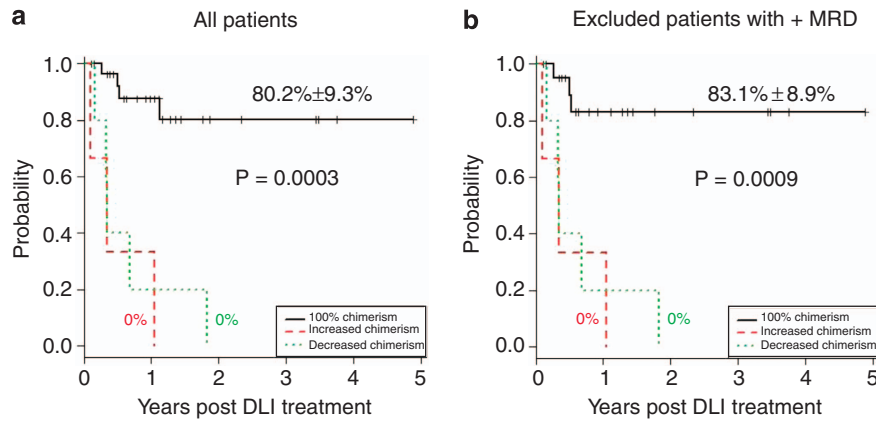 a
All patients
Probability
1.0
0.8
0.6
0.4
0.2
0.0
80.2%±9.3%
P = 0.0003
0%
0%
100% chimerism
Increased chimerism
Decreased chimerism
0 1 2 3 4 5
Years post DLI treatment
b
Excluded patients with + MRD
Probability
1.0
0.8
0.6
0.4
0.2
0.0
83.1%±8.9%
P = 0.0009
0%
0%
100% chimerism
Increased chimerism
Decreased chimerism
0 1 2 3 4 5
Years post DLI treatment